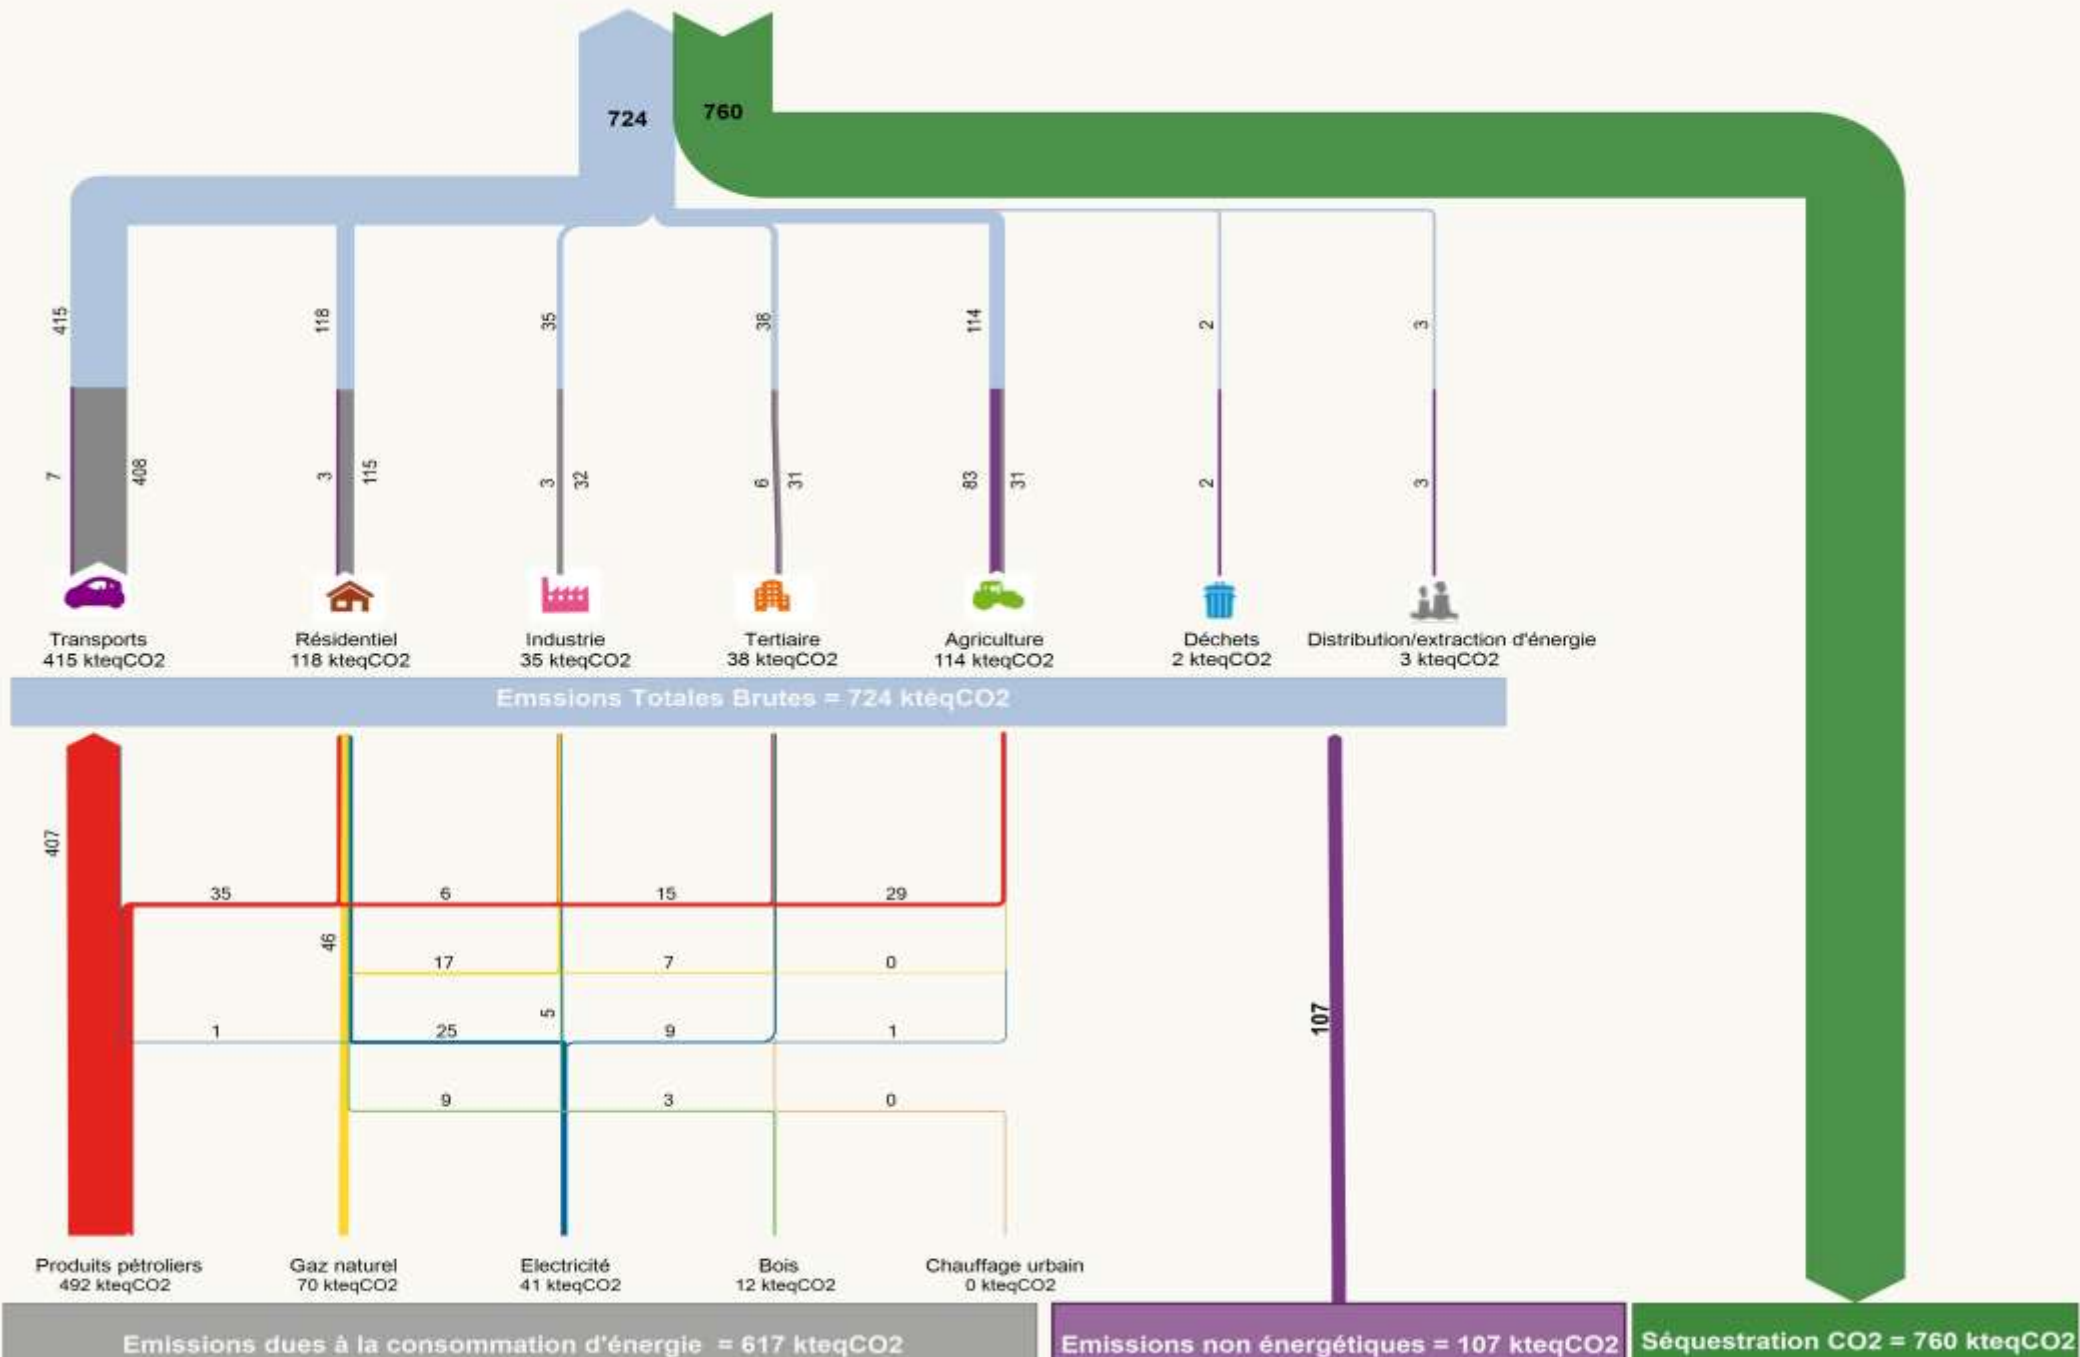 724
760
415
118
35
38
114
2
3
7
408
3
115
3
32
6
31
83
31
2
3
Transports
415 kteqCO2
Résidentiel
118 kteqCO2
Industrie
35 kteqCO2
Tertiaire
38 kteqCO2
Agriculture
114 kteqCO2
Déchets
2 kteqCO2
Distribution/extraction d'énergie
3 kteqCO2
Emssions Totales Brutes = 724 ktéqCO2
407
35
6
15
29
46
17
7
0
5
1
25
9
1
107
9
3
0
Produits pétroliers
492 kteqCO2
Gaz naturel
70 kteqCO2
Electricité
41 kteqCO2
Bois
12 kteqCO2
Chauffage urbain
0 kteqCO2
Emissions dues à la consommation d'énergie = 617 kteqCO2
Emissions non énergétiques = 107 kteqCO2
Séquestration CO2 = 760 kteqCO2